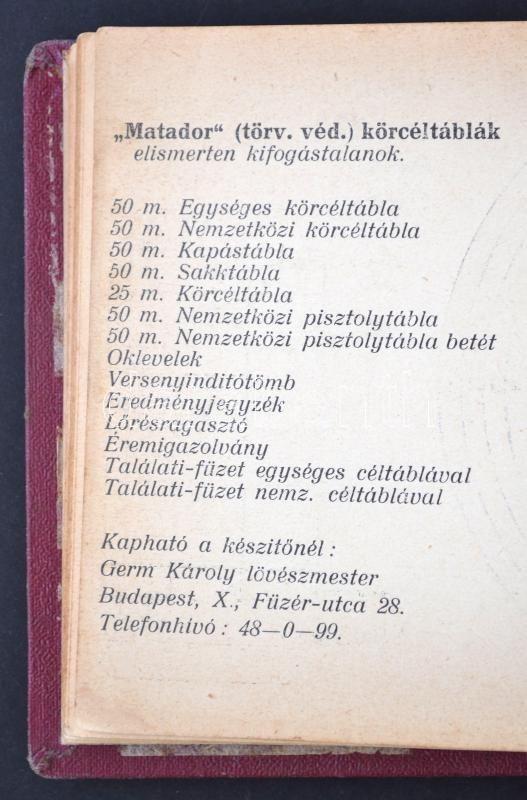 „Matador“ (törv. véd.) körcéltáblák
elismerten kifogástalanok.
50 m. Egységes körcéltábla
50 m. Nemzetközi körcéltábla
50 m. Kapástábla
50 m. Sakktábla
25 m. Körcéltábla
50 m. Nemzetközi pisztolytábla
50 m. Nemzetközi pisztolytábla betét
Oklevelek
Versenyinditótömb
Eredményjegyzék
Lőrésragasztó
Éremigazolvány
Találati-füzet egységes céltáblával
Találati-füzet nemz. céltáblával
Kapható a készitőnél :
Germ Károly lövészmester
Budapest, X., Füzér-utca 28.
Telefonhívó : 48—0—99.